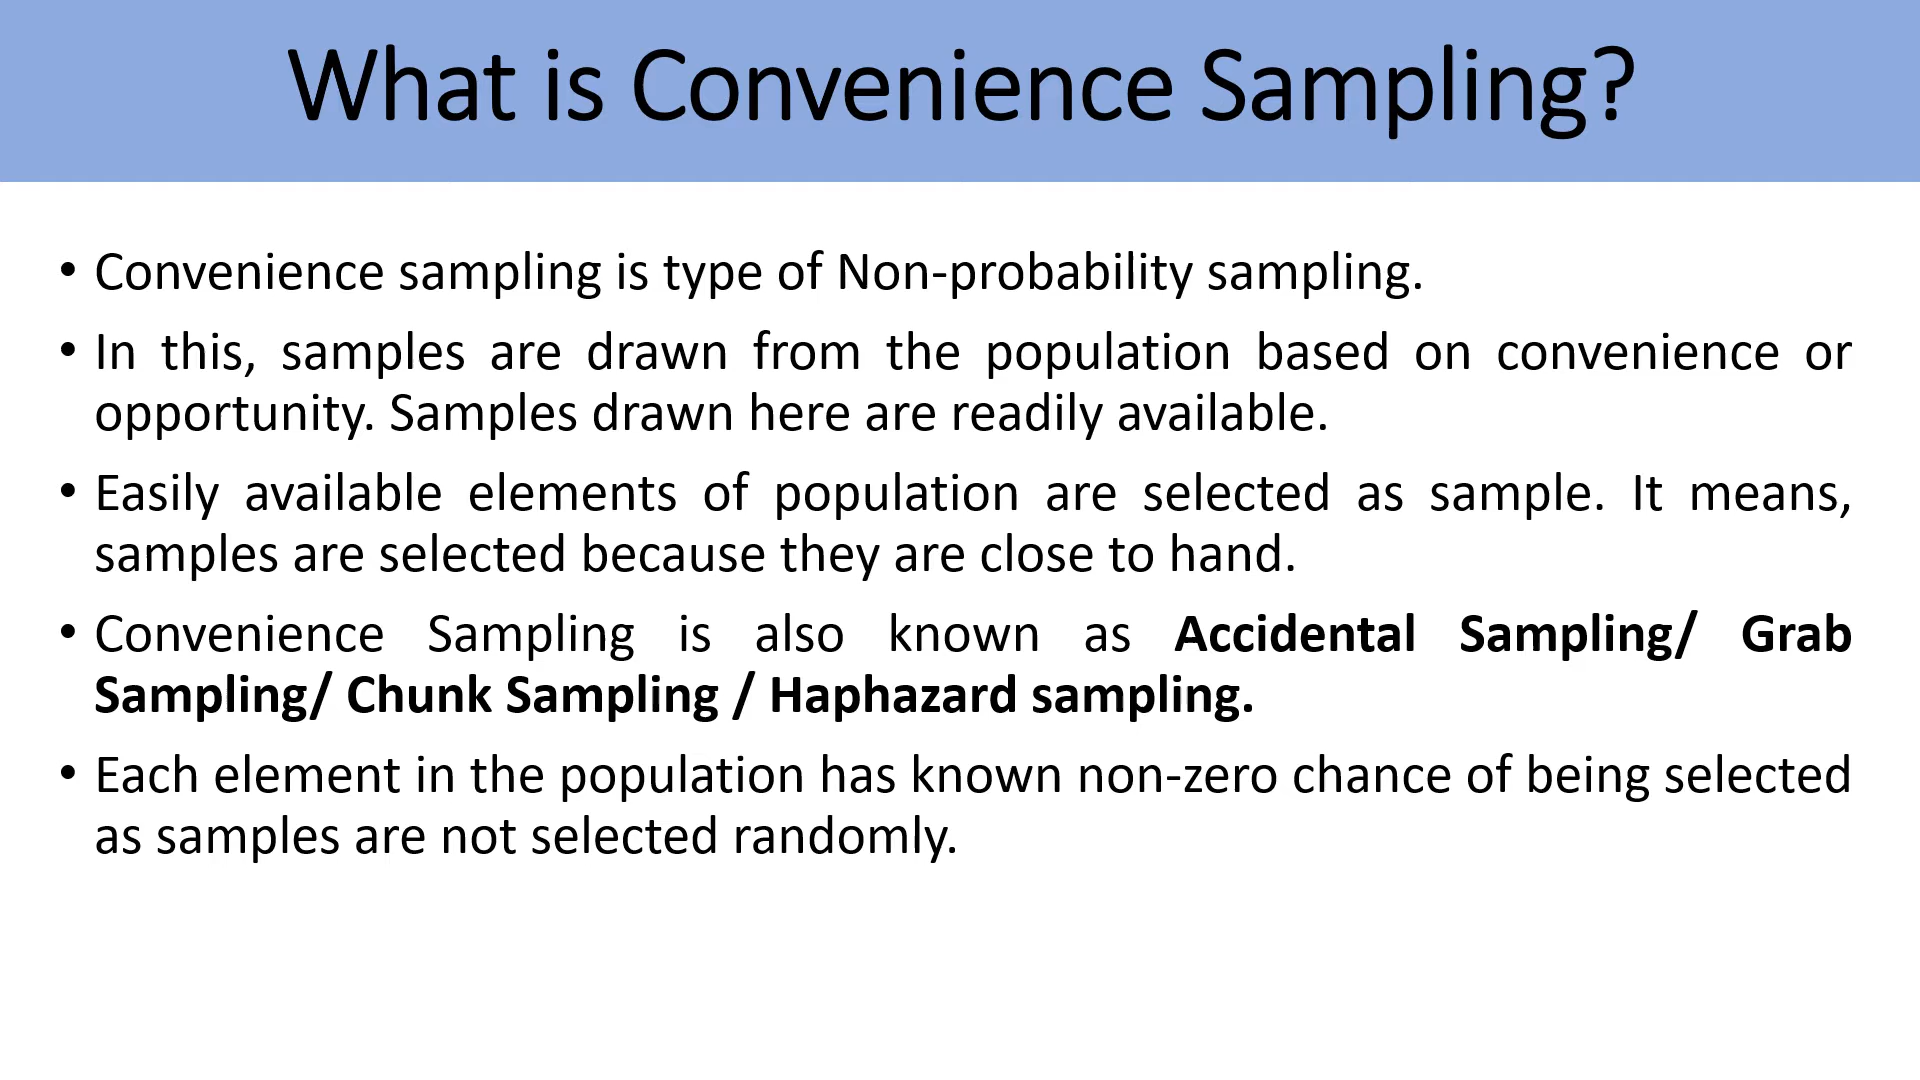 What is Convenience Sampling?
• Convenience sampling is type of Non-probability sampling.
• In this, samples are drawn from the population based on convenience or
opportunity. Samples drawn here are readily available.
• Easily available elements of population are selected as sample. It means,
samples are selected because they are close to hand.
• Convenience Sampling is also known as Accidental Sampling/ Grab
Sampling/ Chunk Sampling / Haphazard sampling.
• Each element in the population has known non-zero chance of being selected
as samples are not selected randomly.